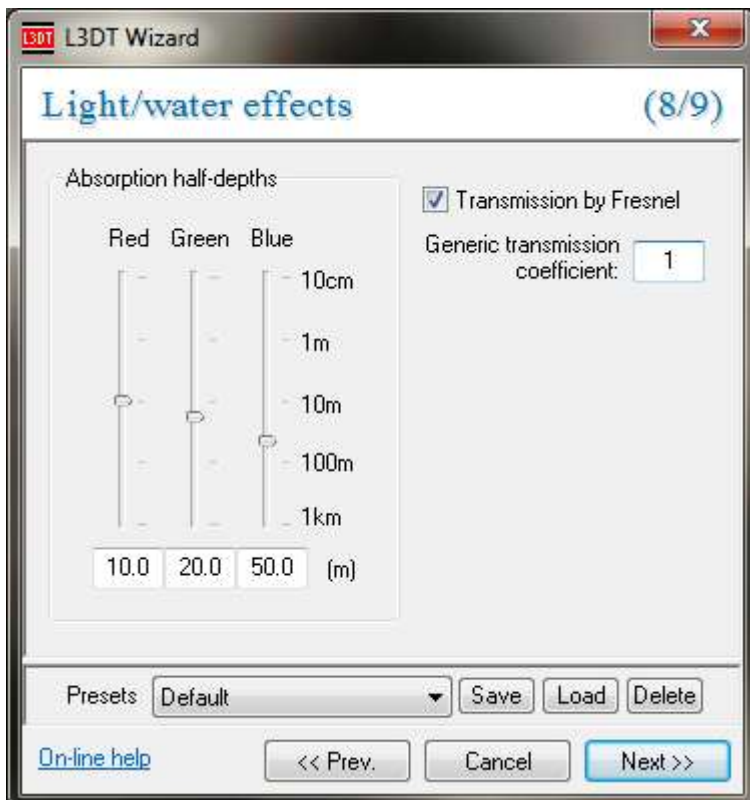 L3DT L3DT Wizard
Light/water effects (8/9)
Absorption half-depths
Red Green Blue
10cm
1m
10m
100m
1km
10.0 20.0 50.0 (m)
Transmission by Fresnel
Generic transmission
coefficient: 1
Presets Default Save Load Delete
On-line help << Prev. Cancel Next >>